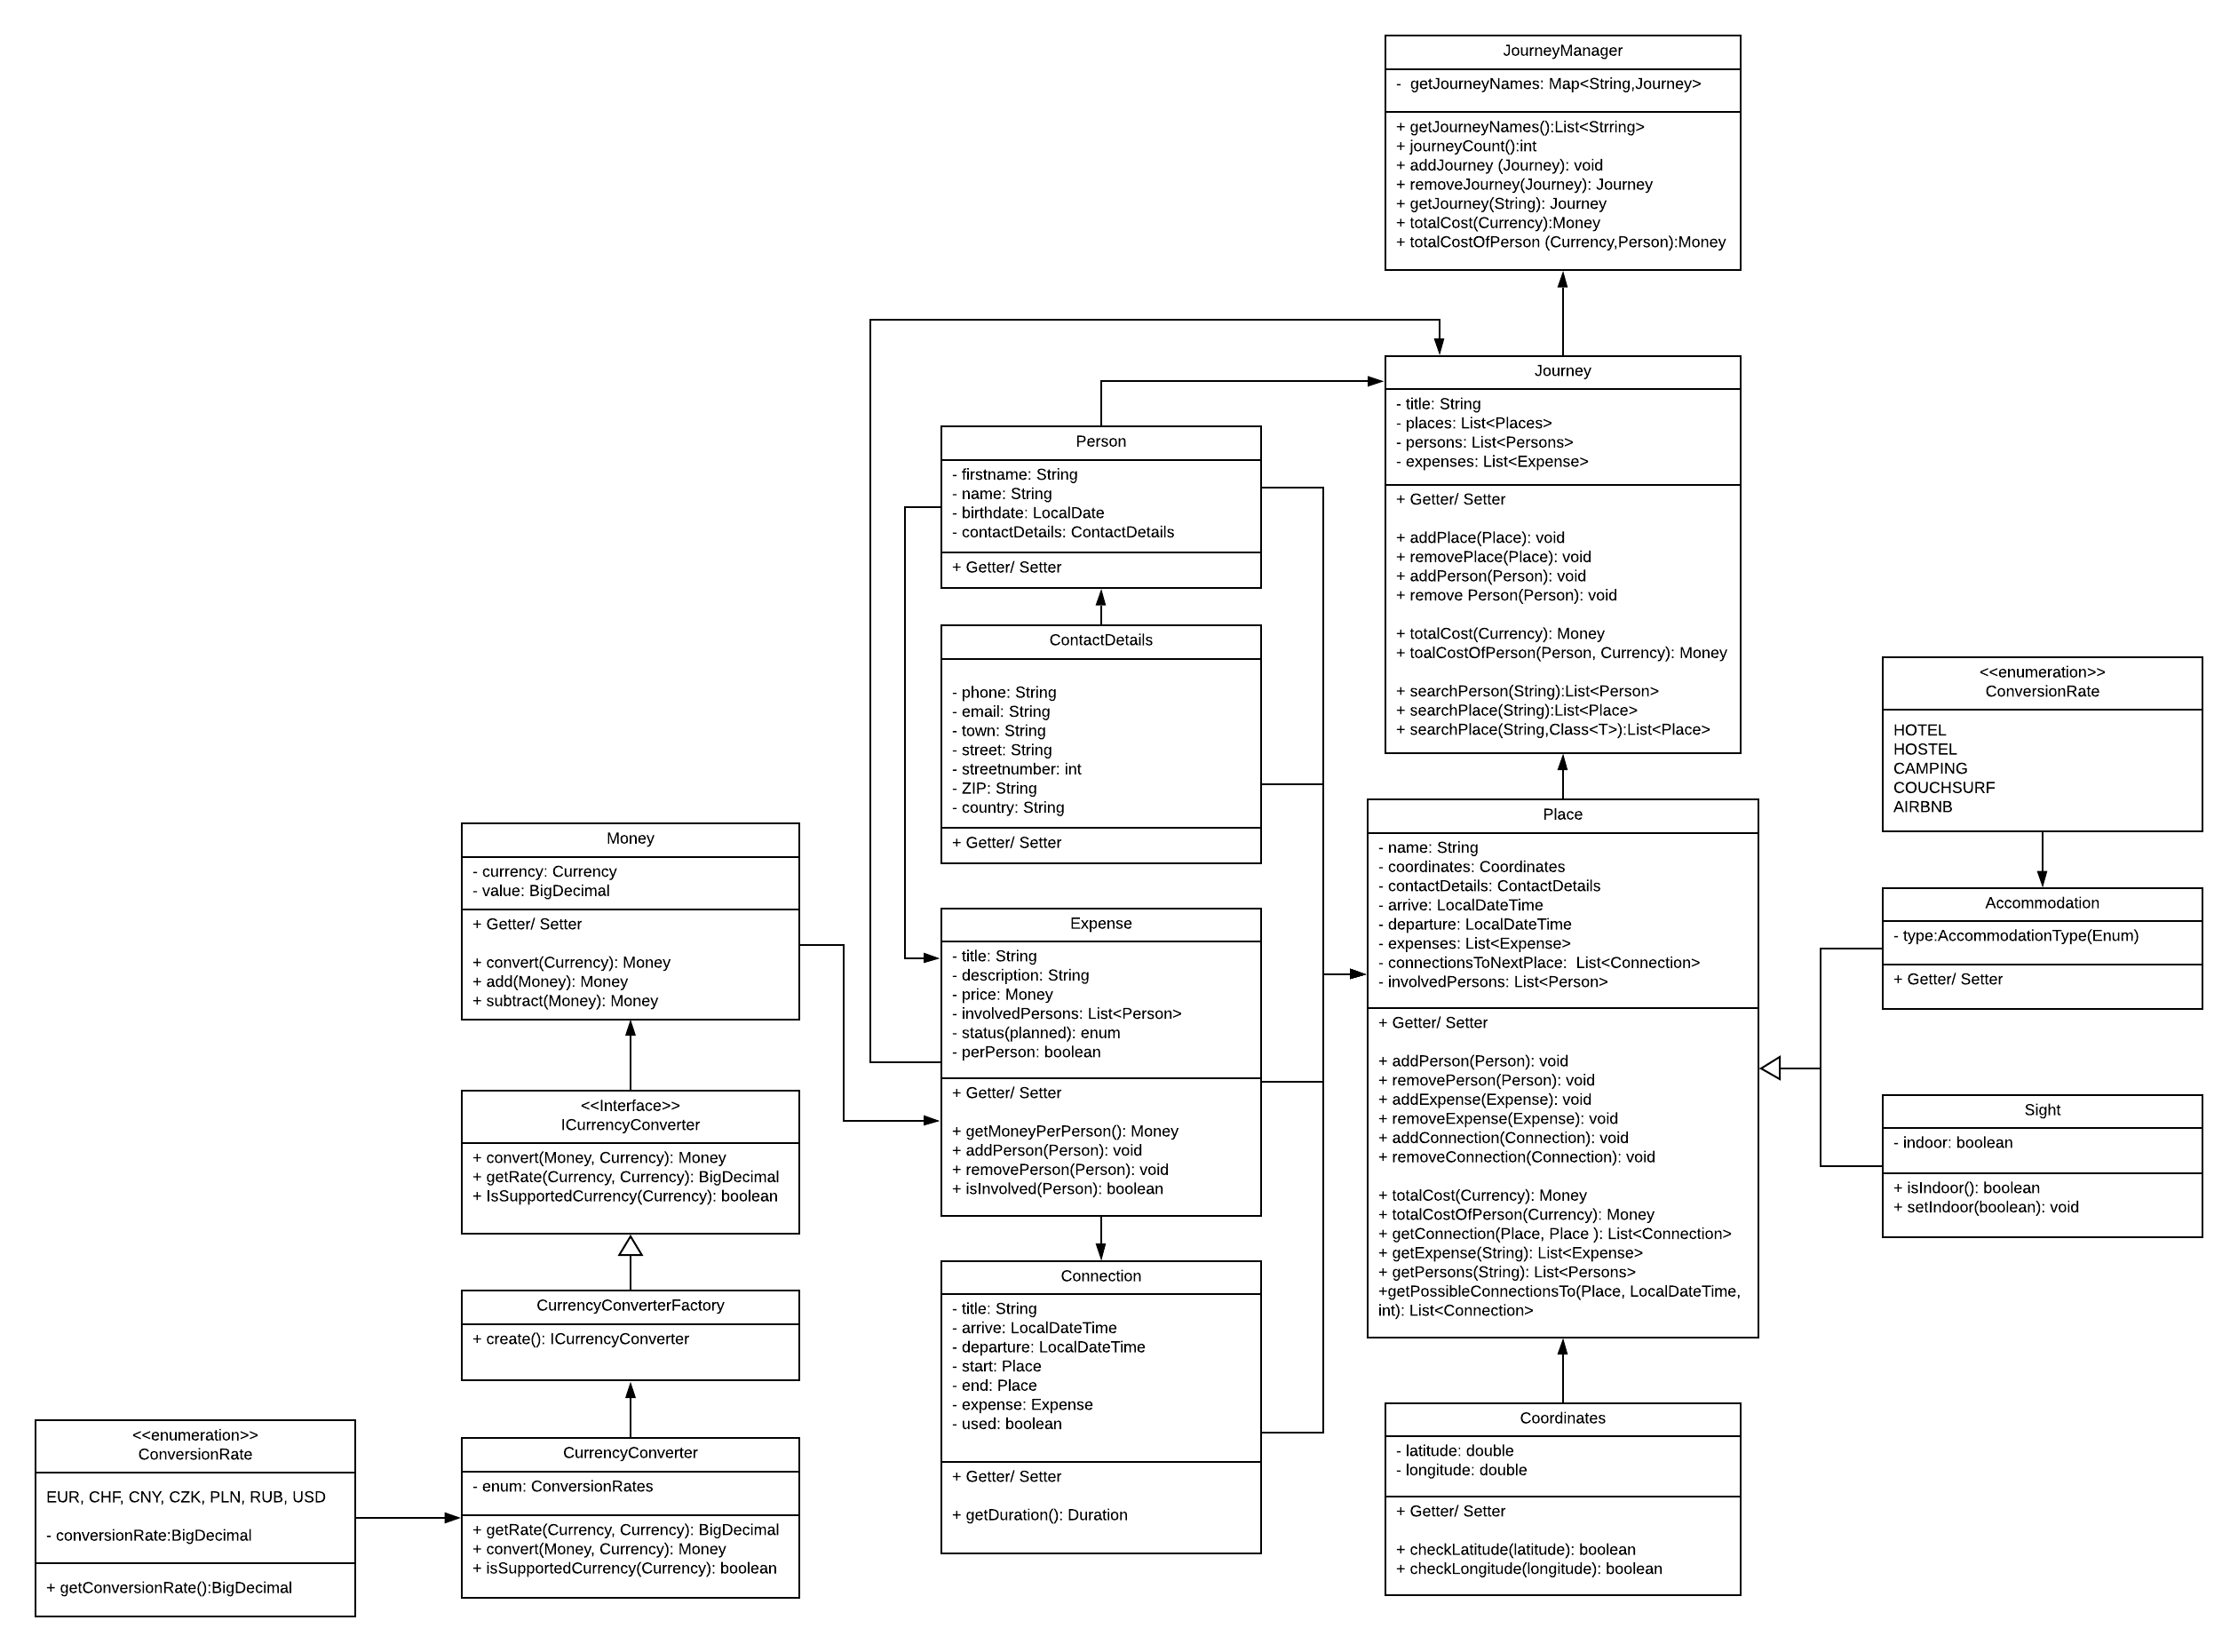 JourneyManager
-  getJourneyNames: Map<String,Journey>
+ getJourneyNames():List<Strring>
+ journeyCount():int
+ addJourney (Journey): void
+ removeJourney(Journey): Journey
+ getJourney(String): Journey
+ totalCost(Currency):Money
+ totalCostOfPerson (Currency,Person):Money
Journey
- title: String
- places: List<Places>
- persons: List<Persons>
- expenses: List<Expense>
+ Getter/ Setter
+ addPlace(Place): void
+ removePlace(Place): void
+ addPerson(Person): void
+ remove Person(Person): void
+ totalCost(Currency): Money
+ toalCostOfPerson(Person, Currency): Money
+ searchPerson(String):List<Person>
+ searchPlace(String):List<Place>
+ searchPlace(String,Class<T>):List<Place>
Person
- firstname: String
- name: String
- birthdate: LocalDate
- contactDetails: ContactDetails
+ Getter/ Setter
ContactDetails
- phone: String
- email: String
- town: String
- street: String
- streetnumber: int
- ZIP: String
- country: String
+ Getter/ Setter
<<enumeration>>
ConversionRate
HOTEL
HOSTEL
CAMPING
COUCHSURF
AIRBNB
Money
- currency: Currency
- value: BigDecimal
+ Getter/ Setter
+ convert(Currency): Money
+ add(Money): Money
+ subtract(Money): Money
Expense
- title: String
- description: String
- price: Money
- involvedPersons: List<Person>
- status(planned): enum
- perPerson: boolean
+ Getter/ Setter
+ getMoneyPerPerson(): Money
+ addPerson(Person): void
+ removePerson(Person): void
+ isInvolved(Person): boolean
Place
- name: String
- coordinates: Coordinates
- contactDetails: ContactDetails
- arrive: LocalDateTime
- departure: LocalDateTime
- expenses: List<Expense>
- connectionsToNextPlace:  List<Connection>
- involvedPersons: List<Person>
+ Getter/ Setter
+ addPerson(Person): void
+ removePerson(Person): void
+ addExpense(Expense): void
+ removeExpense(Expense): void
+ addConnection(Connection): void
+ removeConnection(Connection): void
+ totalCost(Currency): Money
+ totalCostOfPerson(Currency): Money
+ getConnection(Place, Place ): List<Connection>
+ getExpense(String): List<Expense>
+ getPersons(String): List<Persons>
+getPossibleConnectionsTo(Place, LocalDateTime,
int): List<Connection>
Accommodation
- type:AccommodationType(Enum)
+ Getter/ Setter
Sight
- indoor: boolean
+ isIndoor(): boolean
+ setIndoor(boolean): void
<<Interface>>
ICurrencyConverter
+ convert(Money, Currency): Money
+ getRate(Currency, Currency): BigDecimal
+ IsSupportedCurrency(Currency): boolean
CurrencyConverterFactory
+ create(): ICurrencyConverter
Connection
- title: String
- arrive: LocalDateTime
- departure: LocalDateTime
- start: Place
- end: Place
- expense: Expense
- used: boolean
+ Getter/ Setter
+ getDuration(): Duration
Coordinates
- latitude: double
- longitude: double
+ Getter/ Setter
+ checkLatitude(latitude): boolean
+ checkLongitude(longitude): boolean
<<enumeration>>
ConversionRate
EUR, CHF, CNY, CZK, PLN, RUB, USD
- conversionRate:BigDecimal
+ getConversionRate():BigDecimal
CurrencyConverter
- enum: ConversionRates
+ getRate(Currency, Currency): BigDecimal
+ convert(Money, Currency): Money
+ isSupportedCurrency(Currency): boolean